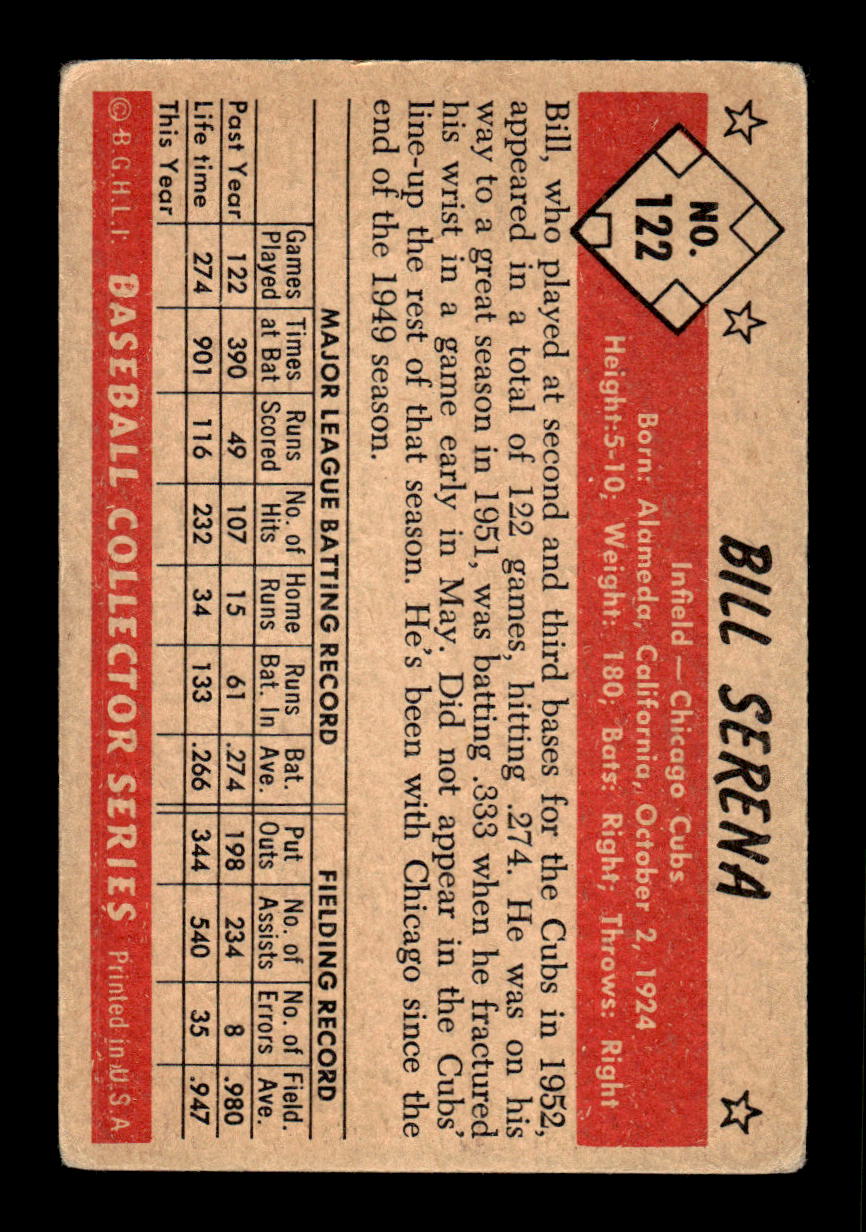 BILL SERENA
NO.
122
Infield — Chicago Cubs
Born: Alameda, California, October 2, 1924
Height: 5-10; Weight: 180; Bats: Right; Throws: Right
Bill, who played at second and third bases for the Cubs in 1952,
appeared in a total of 122 games, hitting .274. He was on his
way to a great season in 1951, was batting .333 when he fractured
his wrist in a game early in May. Did not appear in the Cubs'
line-up the rest of that season. He's been with Chicago since the
end of the 1949 season.
MAJOR LEAGUE BATTING RECORD FIELDING RECORD
Games Played Times at Bat Runs Scored No. of Hits Home Runs Runs Bat. In Bat. Ave. Put Outs No. of Assists No. of Errors Field. Ave.
Past Year 122 390 49 107 15 61 .274 198 234 8 .980
Life time 274 901 116 232 34 133 .266 344 540 35 .947
This Year
© B.G.H.L.I. BASEBALL COLLECTOR SERIES Printed in U.S.A.